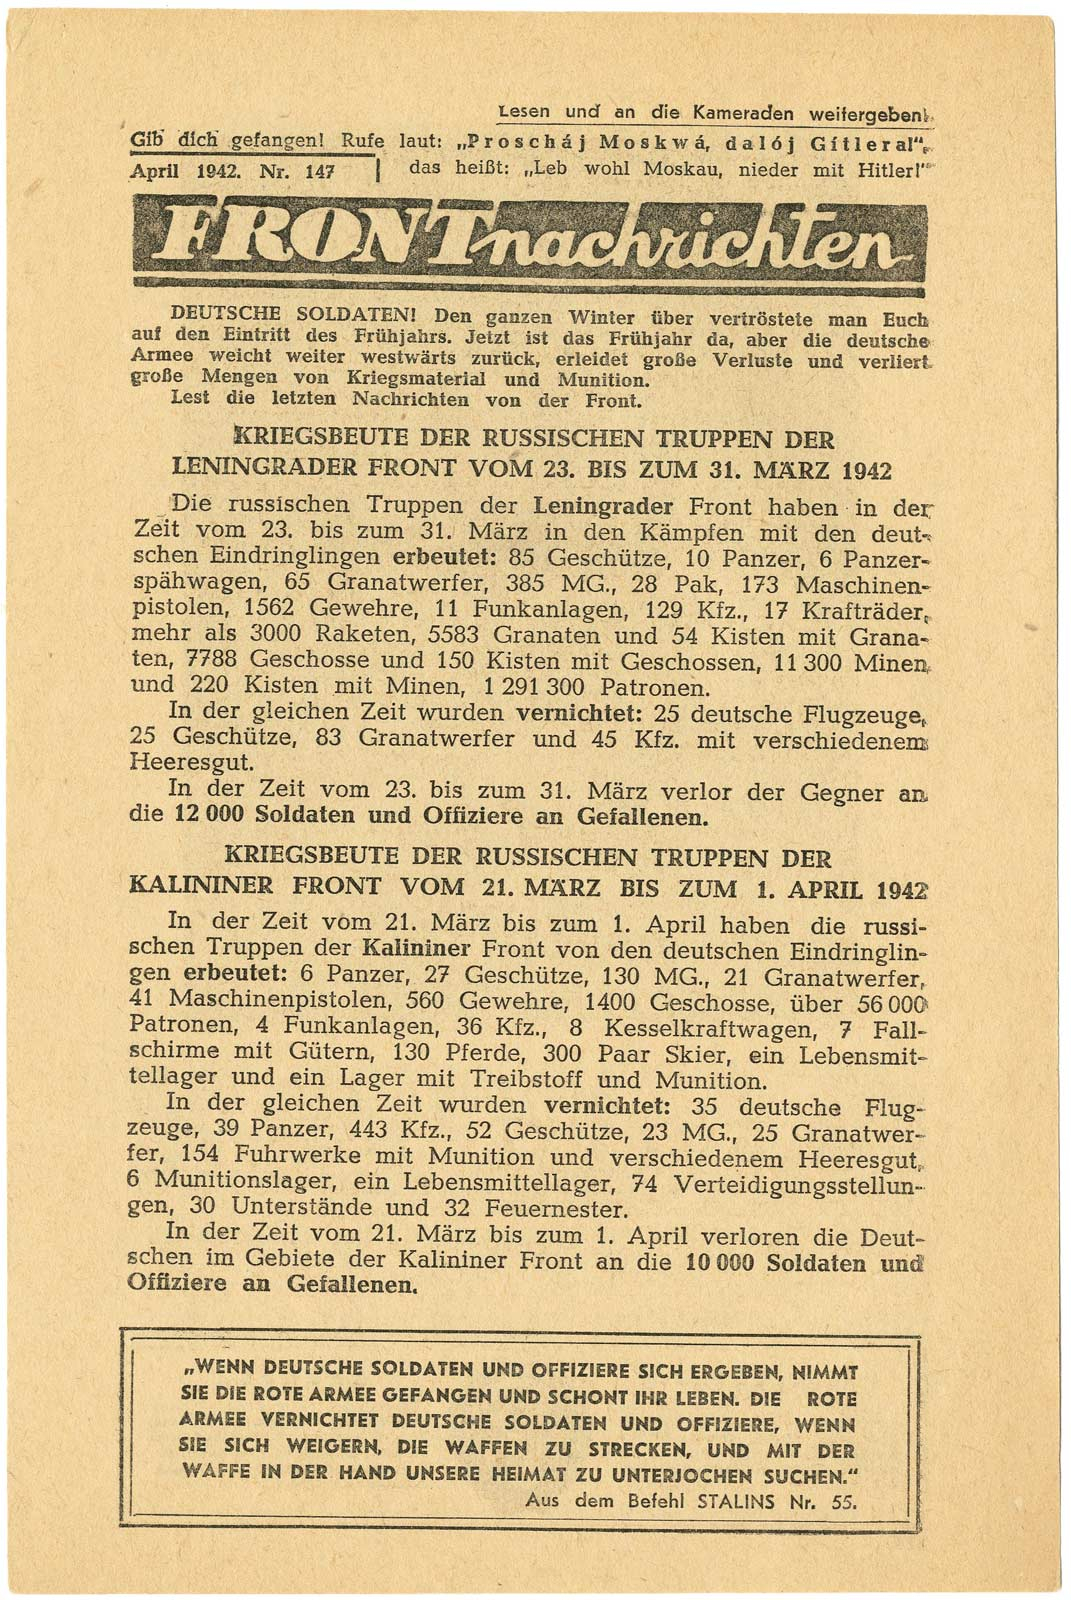 Lesen und an die Kameraden weitergeben!
Gib dich gefangen! Rufe laut: „Proscháj Moskwá, dalój Gítlera!“,
April 1942. Nr. 147
das heißt: „Leb wohl Moskau, nieder mit Hitler!“
FRONTnachrichten
DEUTSCHE SOLDATEN! Den ganzen Winter über vertröstete man Euch
auf den Eintritt des Frühjahrs. Jetzt ist das Frühjahr da, aber die deutsche
Armee weicht weiter westwärts zurück, erleidet große Verluste und verliert
große Mengen von Kriegsmaterial und Munition.
Lest die letzten Nachrichten von der Front.
KRIEGSBEUTE DER RUSSISCHEN TRUPPEN DER
LENINGRADER FRONT VOM 23. BIS ZUM 31. MÄRZ 1942
Die russischen Truppen der Leningrader Front haben in der
Zeit vom 23. bis zum 31. März in den Kämpfen mit den deut-
schen Eindringlingen erbeutet: 85 Geschütze, 10 Panzer, 6 Panzer-
spähwagen, 65 Granatwerfer, 385 MG., 28 Pak, 173 Maschinen-
pistolen, 1562 Gewehre, 11 Funkanlagen, 129 Kfz., 17 Krafträder,
mehr als 3000 Raketen, 5583 Granaten und 54 Kisten mit Grana-
ten, 7788 Geschosse und 150 Kisten mit Geschossen, 11 300 Minen
und 220 Kisten mit Minen, 1 291 300 Patronen.
In der gleichen Zeit wurden vernichtet: 25 deutsche Flugzeuge,
25 Geschütze, 83 Granatwerfer und 45 Kfz. mit verschiedenem
Heeresgut.
In der Zeit vom 23. bis zum 31. März verlor der Gegner an
die 12 000 Soldaten und Offiziere an Gefallenen.
KRIEGSBEUTE DER RUSSISCHEN TRUPPEN DER
KALININER FRONT VOM 21. MÄRZ BIS ZUM 1. APRIL 1942
In der Zeit vom 21. März bis zum 1. April haben die russi-
schen Truppen der Kalininer Front von den deutschen Eindringlin-
gen erbeutet: 6 Panzer, 27 Geschütze, 130 MG., 21 Granatwerfer,
41 Maschinenpistolen, 560 Gewehre, 1400 Geschosse, über 56 000
Patronen, 4 Funkanlagen, 36 Kfz., 8 Kesselkraftwagen, 7 Fall-
schirme mit Gütern, 130 Pferde, 300 Paar Skier, ein Lebensmit-
tellager und ein Lager mit Treibstoff und Munition.
In der gleichen Zeit wurden vernichtet: 35 deutsche Flug-
zeuge, 39 Panzer, 443 Kfz., 52 Geschütze, 23 MG., 25 Granatwer-
fer, 154 Fuhrwerke mit Munition und verschiedenem Heeresgut,
6 Munitionslager, ein Lebensmittellager, 74 Verteidigungsstellun-
gen, 30 Unterstände und 32 Feuernester.
In der Zeit vom 21. März bis zum 1. April verloren die Deut-
schen im Gebiete der Kalininer Front an die 10 000 Soldaten und
Offiziere an Gefallenen.
„WENN DEUTSCHE SOLDATEN UND OFFIZIERE SICH ERGEBEN, NIMMT
SIE DIE ROTE ARMEE GEFANGEN UND SCHONT IHR LEBEN. DIE ROTE
ARMEE VERNICHTET DEUTSCHE SOLDATEN UND OFFIZIERE, WENN
SIE SICH WEIGERN, DIE WAFFEN ZU STRECKEN, UND MIT DER
WAFFE IN DER HAND UNSERE HEIMAT ZU UNTERJOCHEN SUCHEN.“
Aus dem Befehl STALINS Nr. 55.